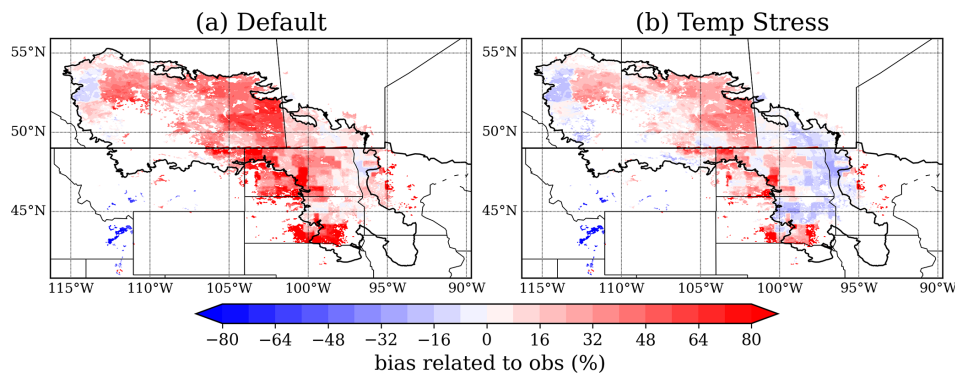 (a) Default
(b) Temp Stress
55°N
50°N
45°N
115°W 110°W 105°W 100°W 95°W 90°W
55°N
50°N
45°N
115°W 110°W 105°W 100°W 95°W 90°W
−80 −64 −48 −32 −16 0 16 32 48 64 80
bias related to obs (%)